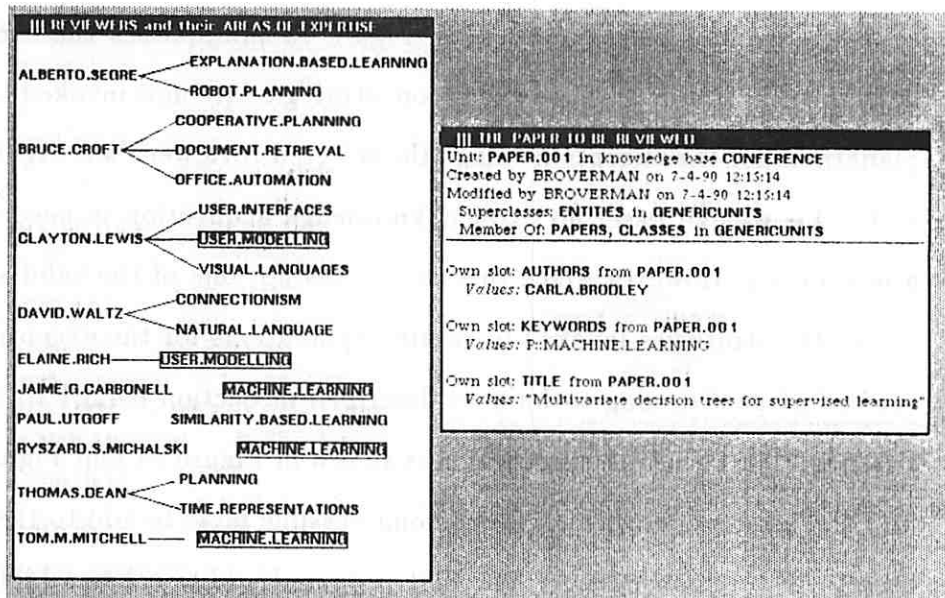 REVIEWERS and their AREAS OF EXPERTISE
ALBERTO.SEGRE
EXPLANATION.BASED.LEARNING
ROBOT.PLANNING
BRUCE.CROFT
COOPERATIVE.PLANNING
DOCUMENT.RETRIEVAL
OFFICE.AUTOMATION
CLAYTON.LEWIS
USER.INTERFACES
USER.MODELLING
VISUAL.LANGUAGES
DAVID.WALTZ
CONNECTIONISM
NATURAL.LANGUAGE
ELAINE.RICH USER.MODELLING
JAIME.G.CARBONELL MACHINE.LEARNING
PAUL.UTGOFF SIMILARITY.BASED.LEARNING
RYSZARD.S.MICHALSKI MACHINE.LEARNING
THOMAS.DEAN
PLANNING
TIME.REPRESENTATIONS
TOM.M.MITCHELL MACHINE.LEARNING
THE PAPER TO BE REVIEWED
Unit: PAPER.001 in knowledge base CONFERENCE
Created by BROVERMAN on 7-4-90 12:15:14
Modified by BROVERMAN on 7-4-90 12:15:14
Superclasses: ENTITIES in GENERICUNITS
Member Of: PAPERS, CLASSES in GENERICUNITS
Own slot: AUTHORS from PAPER.001
Values: CARLA.BRODLEY
Own slot: KEYWORDS from PAPER.001
Values: P::MACHINE.LEARNING
Own slot: TITLE from PAPER.001
Values: "Multivariate decision trees for supervised learning"